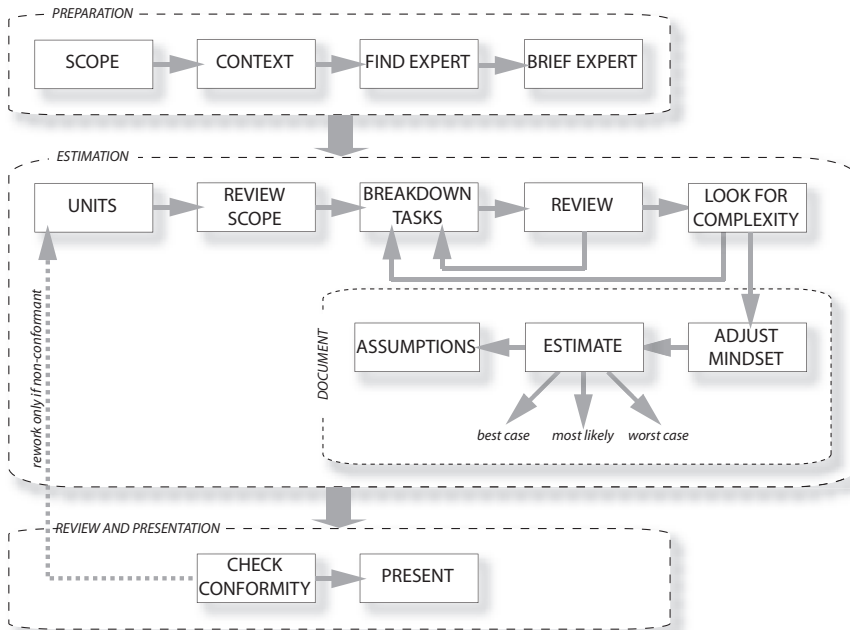 PREPARATION
SCOPE
CONTEXT
FIND EXPERT
BRIEF EXPERT
ESTIMATION
UNITS
REVIEW
SCOPE
BREAKDOWN
TASKS
REVIEW
LOOK FOR
COMPLEXITY
DOCUMENT
ASSUMPTIONS
ESTIMATE
ADJUST
MINDSET
best case
most likely
worst case
rework only if non-conformant
REVIEW AND PRESENTATION
CHECK
CONFORMITY
PRESENT